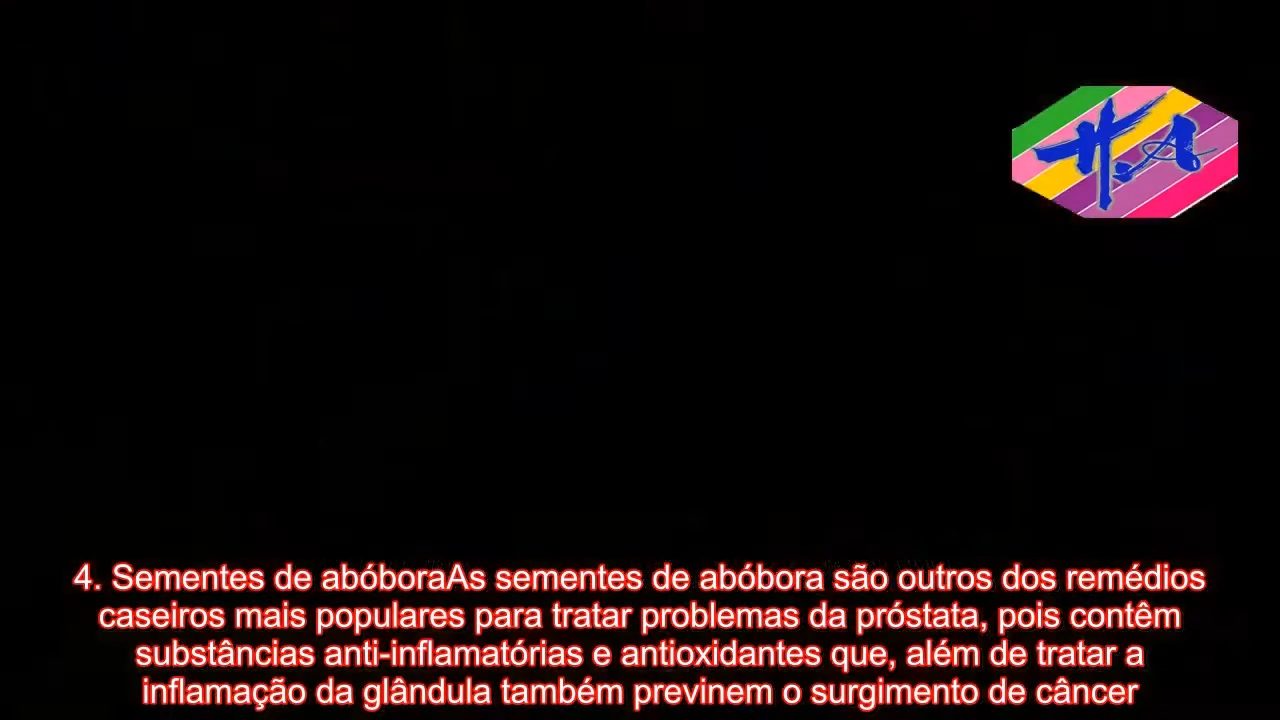 H.A
4. Sementes de abóboraAs sementes de abóbora são outros dos remédios
caseiros mais populares para tratar problemas da próstata, pois contêm
substâncias anti-inflamatórias e antioxidantes que, além de tratar a
inflamação da glândula também previnem o surgimento de câncer